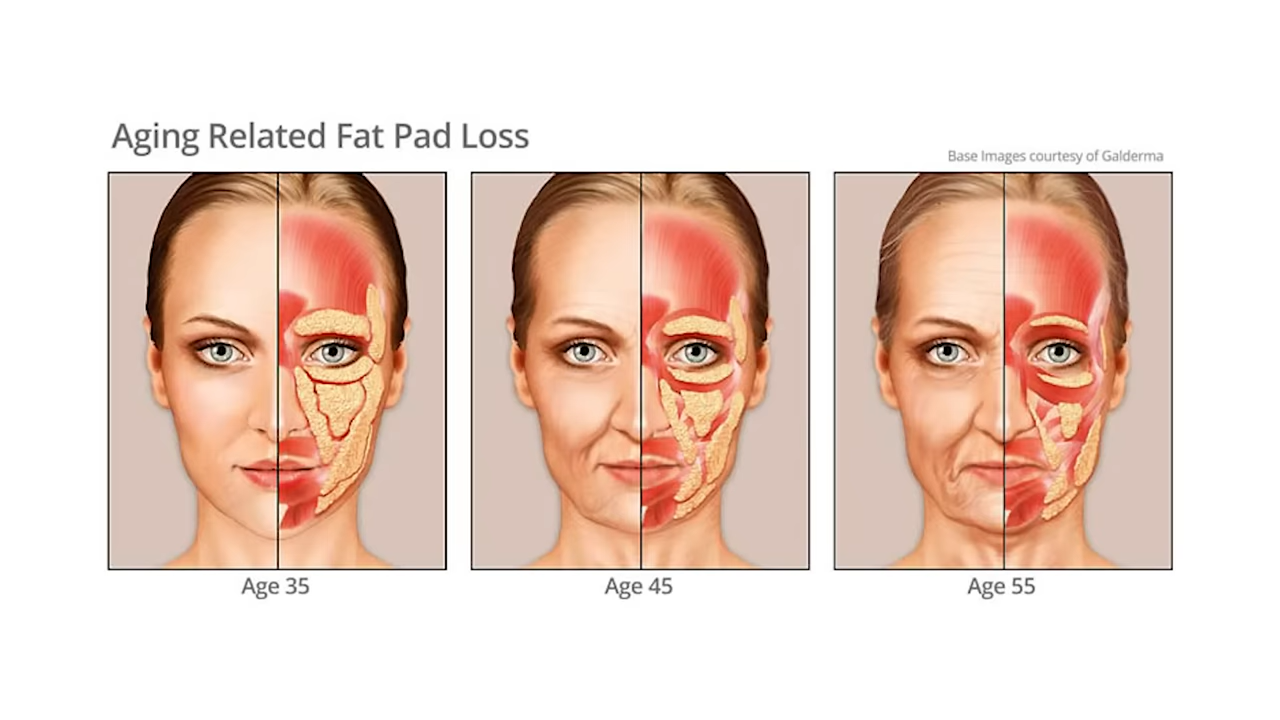 Aging Related Fat Pad Loss
Base Images courtesy of Galderma
Age 35
Age 45
Age 55